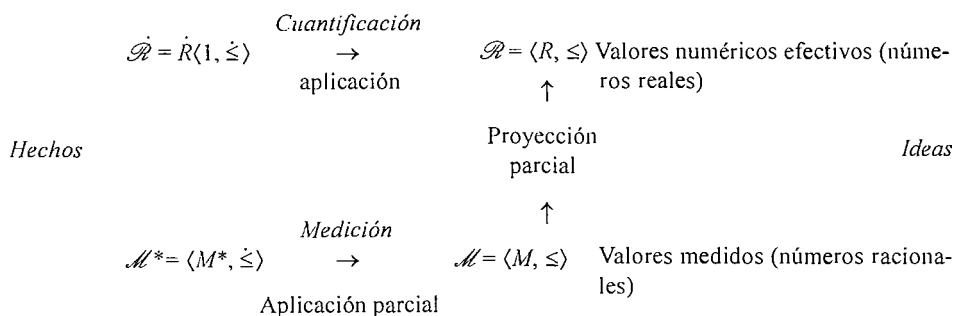 Cuantificación
ℛ̇ = Ṙ⟨1, ≤̇⟩ → ℛ = ⟨R, ≤⟩ Valores numéricos efectivos (núme-
aplicación ros reales)
↑
Hechos Proyección Ideas
parcial
↑
Medición
ℳ* = ⟨M*, ≤̇⟩ → ℳ = ⟨M, ≤⟩ Valores medidos (números raciona-
les)
Aplicación parcial